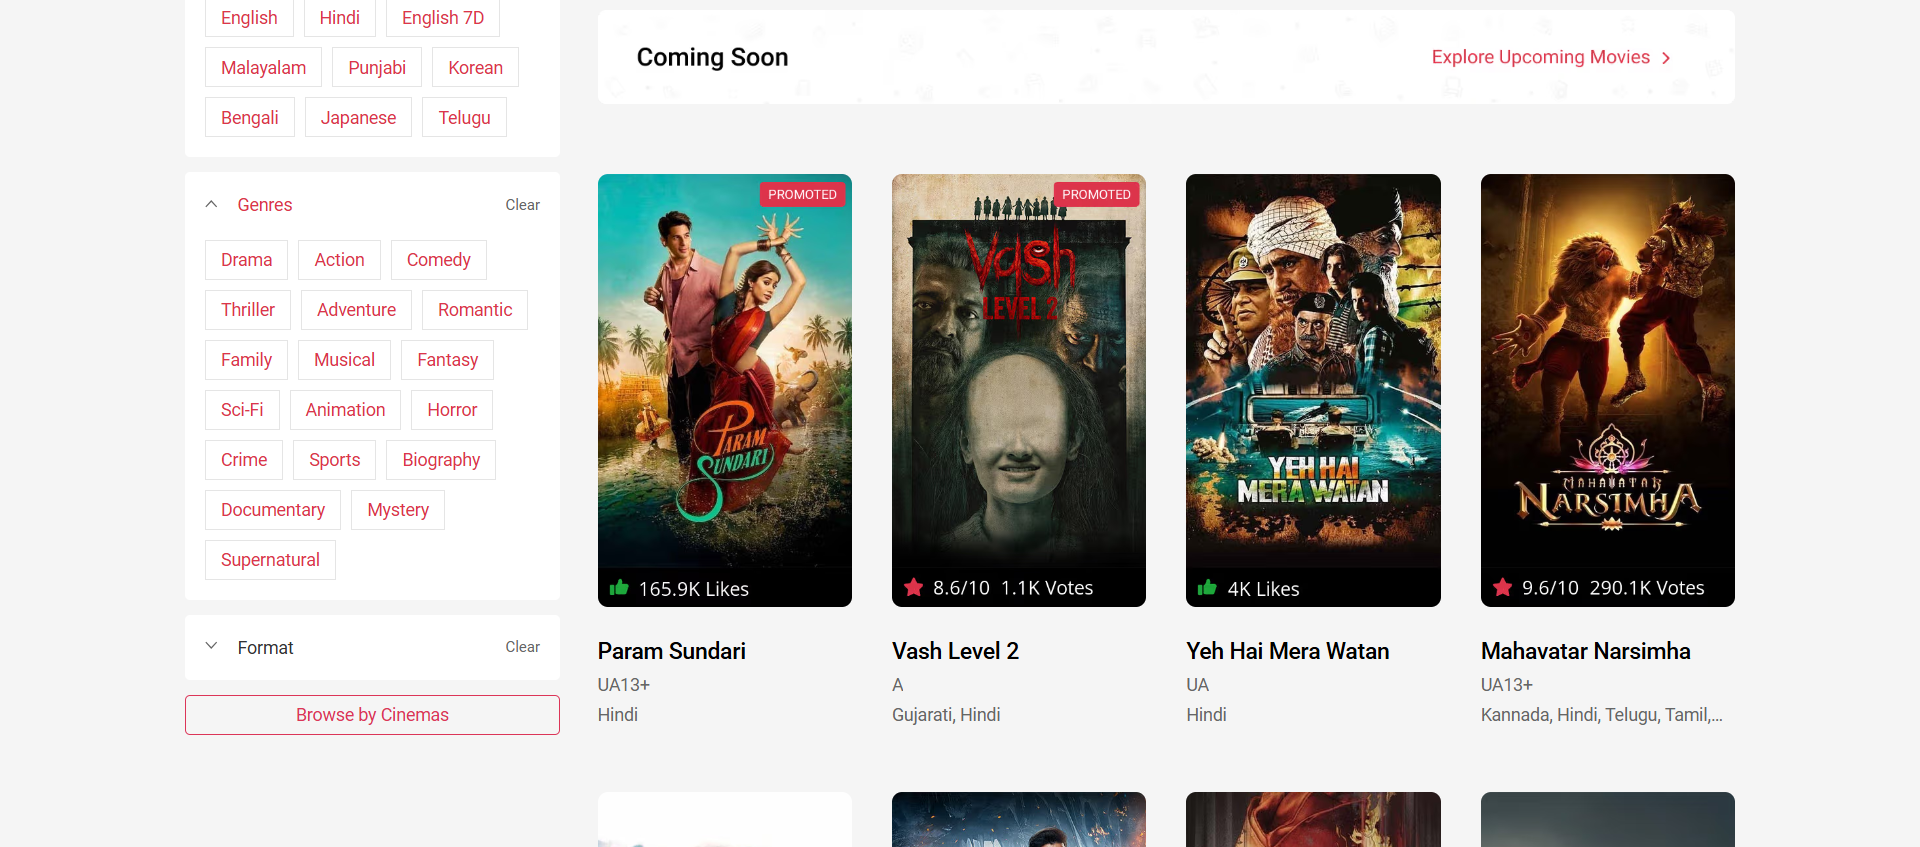 English Hindi English 7D
Malayalam Punjabi Korean
Bengali Japanese Telugu
Genres Clear
Drama Action Comedy
Thriller Adventure Romantic
Family Musical Fantasy
Sci-Fi Animation Horror
Crime Sports Biography
Documentary Mystery
Supernatural
Format Clear
Browse by Cinemas
Coming Soon
Explore Upcoming Movies
PROMOTED
PARAM
SUNDARI
165.9K Likes
Param Sundari
UA13+
Hindi
PROMOTED
Vash
LEVEL 2
8.6/10 1.1K Votes
Vash Level 2
A
Gujarati, Hindi
YEH HAI
MERA WATAN
4K Likes
Yeh Hai Mera Watan
UA
Hindi
MAHAVATAR
NARSIMHA
9.6/10 290.1K Votes
Mahavatar Narsimha
UA13+
Kannada, Hindi, Telugu, Tamil,...